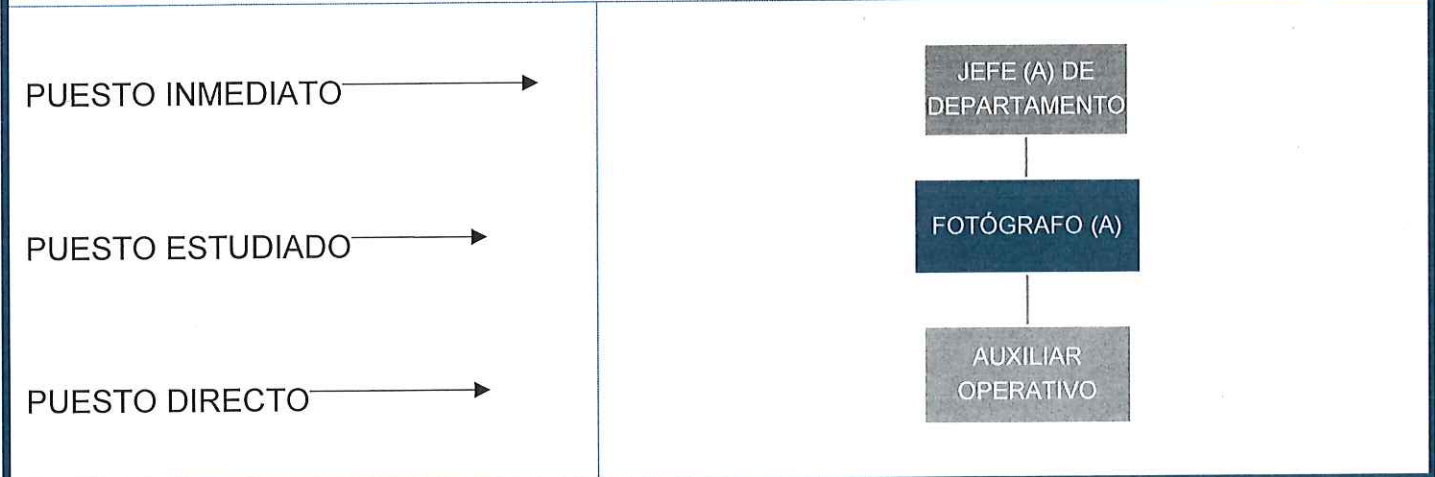 PUESTO INMEDIATO
JEFE (A) DE
DEPARTAMENTO
PUESTO ESTUDIADO
FOTÓGRAFO (A)
PUESTO DIRECTO
AUXILIAR
OPERATIVO